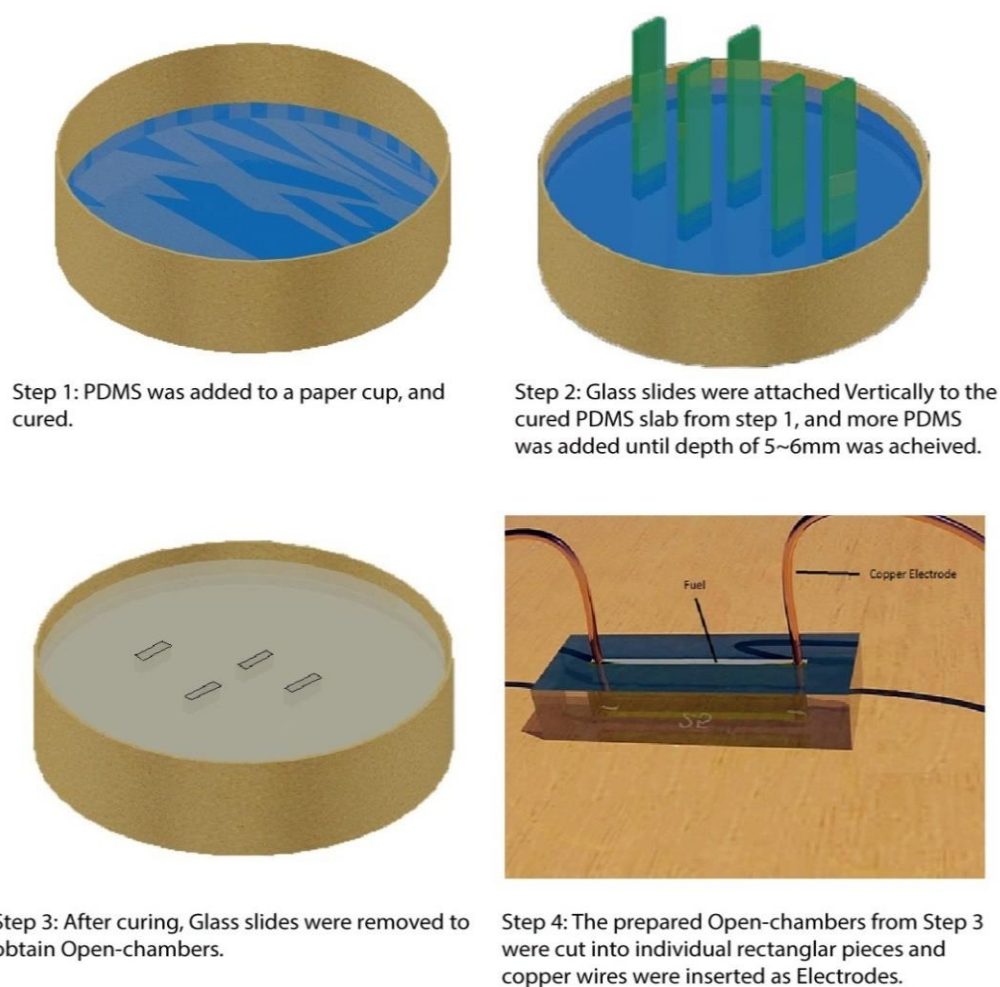 Step 1: PDMS was added to a paper cup, and
cured.
Step 2: Glass slides were attached Vertically to the
cured PDMS slab from step 1, and more PDMS
was added until depth of 5~6mm was acheived.
Fuel
Copper Electrode
Step 3: After curing, Glass slides were removed to
obtain Open-chambers.
Step 4: The prepared Open-chambers from Step 3
were cut into individual rectanglar pieces and
copper wires were inserted as Electrodes.